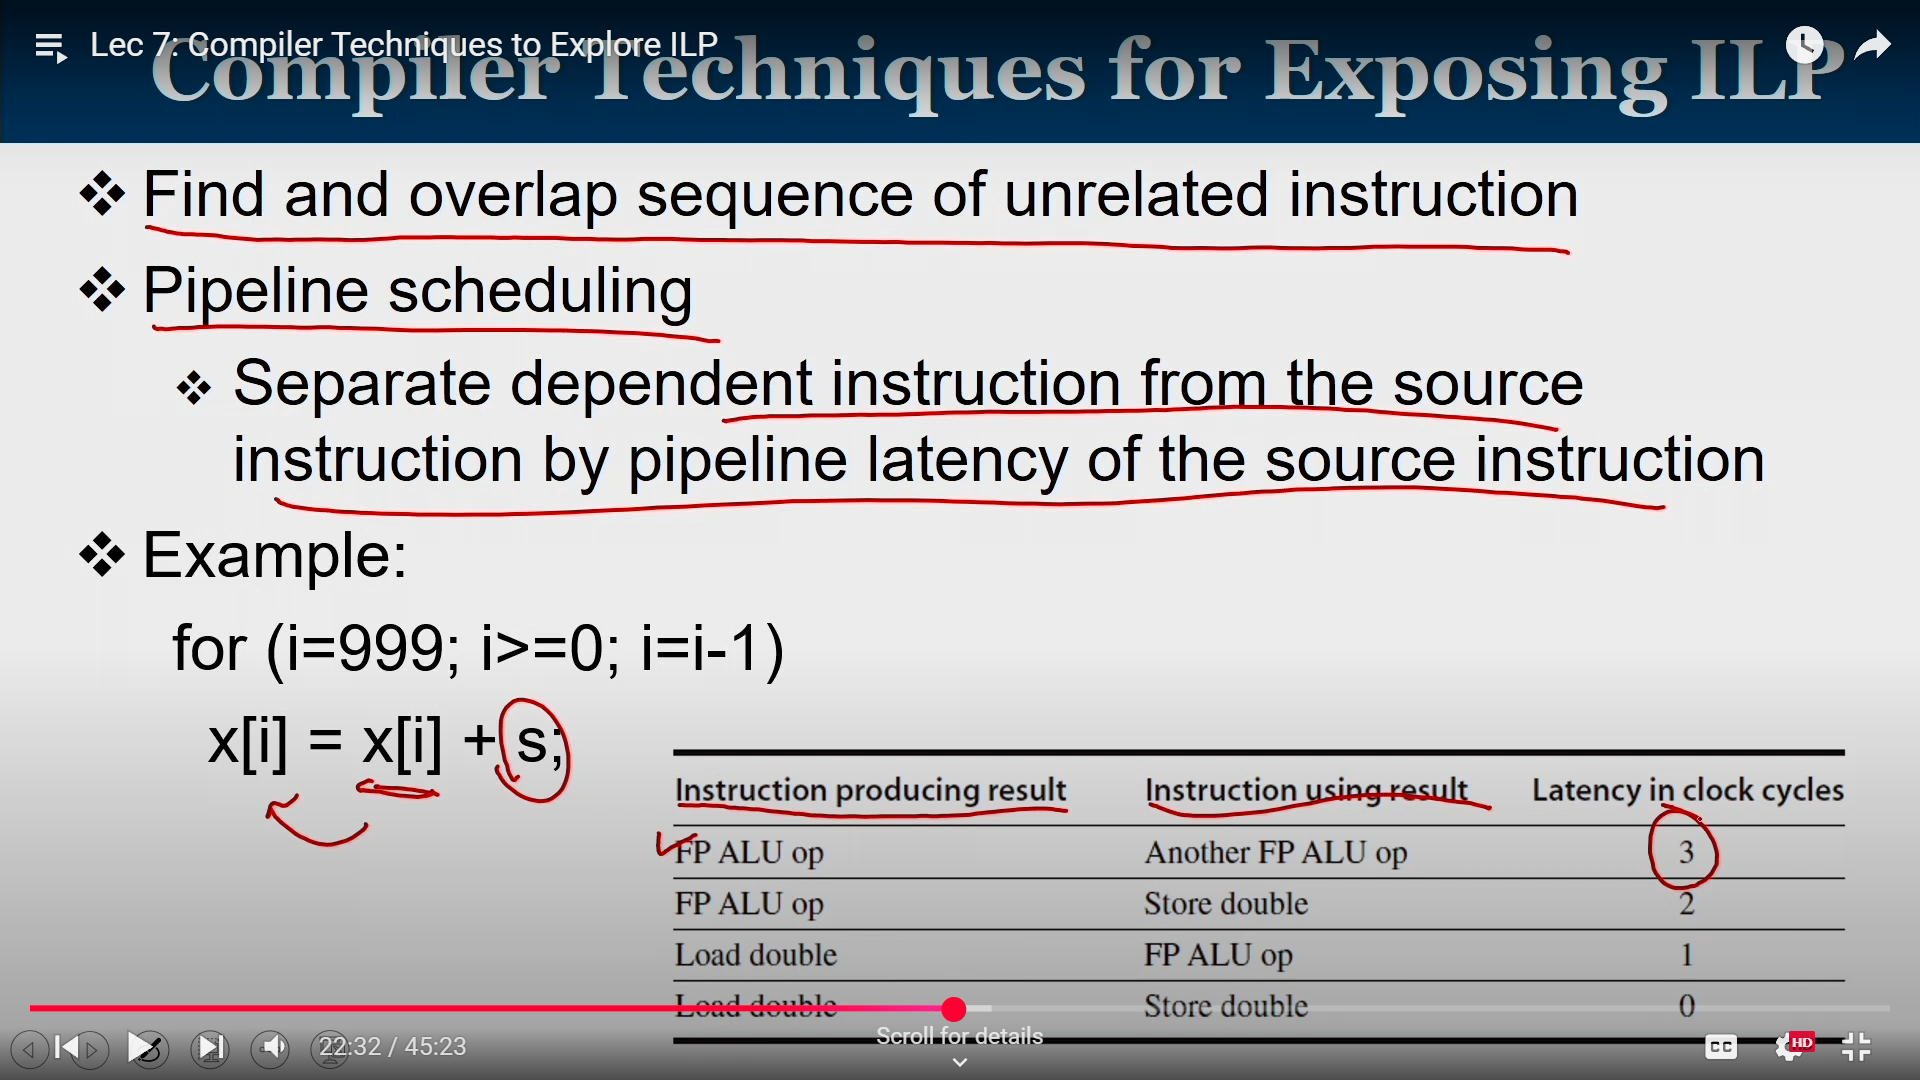 Lec 7: Compiler Techniques to Explore ILP
Compiler Techniques for Exposing ILP
Find and overlap sequence of unrelated instruction
Pipeline scheduling
Separate dependent instruction from the source
instruction by pipeline latency of the source instruction
Example:
for (i=999; i>=0; i=i-1)
x[i] = x[i] + s;
Instruction producing result Instruction using result Latency in clock cycles
FP ALU op Another FP ALU op 3
FP ALU op Store double 2
Load double FP ALU op 1
Load double Store double 0
22:32 / 45:23
Scroll for details
CC
HD